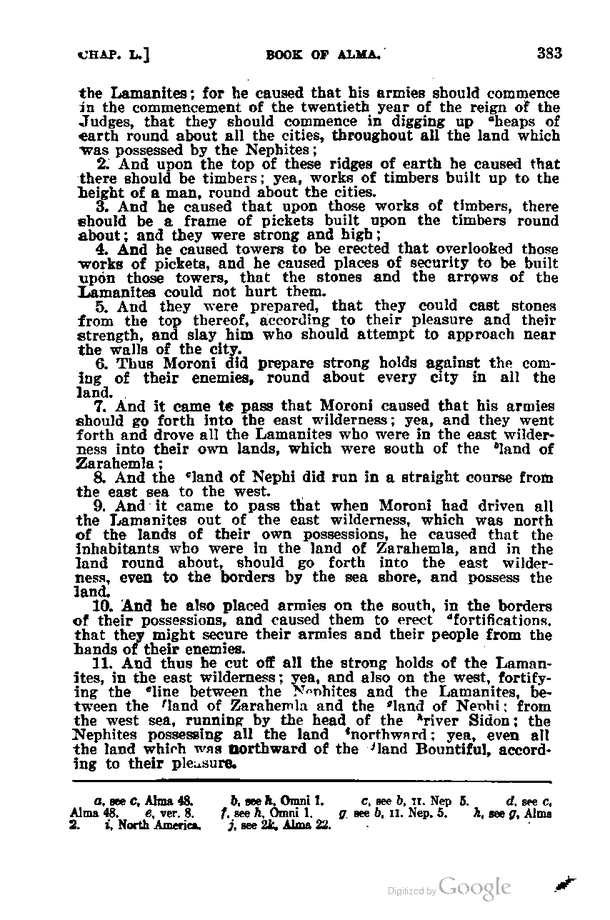 CHAP. L.] BOOK OF ALMA. 383
the Lamanites; for he caused that his armies should commence
in the commencement of the twentieth year of the reign of the
Judges, that they should commence in digging up ᵃheaps of
earth round about all the cities, throughout all the land which
was possessed by the Nephites;
2. And upon the top of these ridges of earth he caused that
there should be timbers; yea, works of timbers built up to the
height of a man, round about the cities.
3. And he caused that upon those works of timbers, there
should be a frame of pickets built upon the timbers round
about; and they were strong and high;
4. And he caused towers to be erected that overlooked those
works of pickets, and he caused places of security to be built
upon those towers, that the stones and the arrows of the
Lamanites could not hurt them.
5. And they were prepared, that they could cast stones
from the top thereof, according to their pleasure and their
strength, and slay him who should attempt to approach near
the walls of the city.
6. Thus Moroni did prepare strong holds against the com-
ing of their enemies, round about every city in all the
land.
7. And it came to pass that Moroni caused that his armies
should go forth into the east wilderness; yea, and they went
forth and drove all the Lamanites who were in the east wilder-
ness into their own lands, which were south of the ᵇland of
Zarahemla;
8. And the ᶜland of Nephi did run in a straight course from
the east sea to the west.
9. And it came to pass that when Moroni had driven all
the Lamanites out of the east wilderness, which was north
of the lands of their own possessions, he caused that the
inhabitants who were in the land of Zarahemla, and in the
land round about, should go forth into the east wilder-
ness, even to the borders by the sea shore, and possess the
land.
10. And he also placed armies on the south, in the borders
of their possessions, and caused them to erect ᵈfortifications,
that they might secure their armies and their people from the
hands of their enemies.
11. And thus he cut off all the strong holds of the Laman-
ites, in the east wilderness; yea, and also on the west, fortify-
ing the ᵉline between the Nephites and the Lamanites, be-
tween the ᶠland of Zarahemla and the ᵍland of Nephi; from
the west sea, running by the head of the ʰriver Sidon; the
Nephites possessing all the land ⁱnorthward; yea, even all
the land which was northward of the ʲland Bountiful, accord-
ing to their pleasure.
a, see c, Alma 48. b, see h, Omni 1. c, see b, II. Nep 5. d, see c,
Alma 48. e, ver. 8. f, see h, Omni 1. g, see b, II. Nep. 5. h, see g, Alma
2. i, North America. j, see 2k, Alma 22.
Digitized by Google